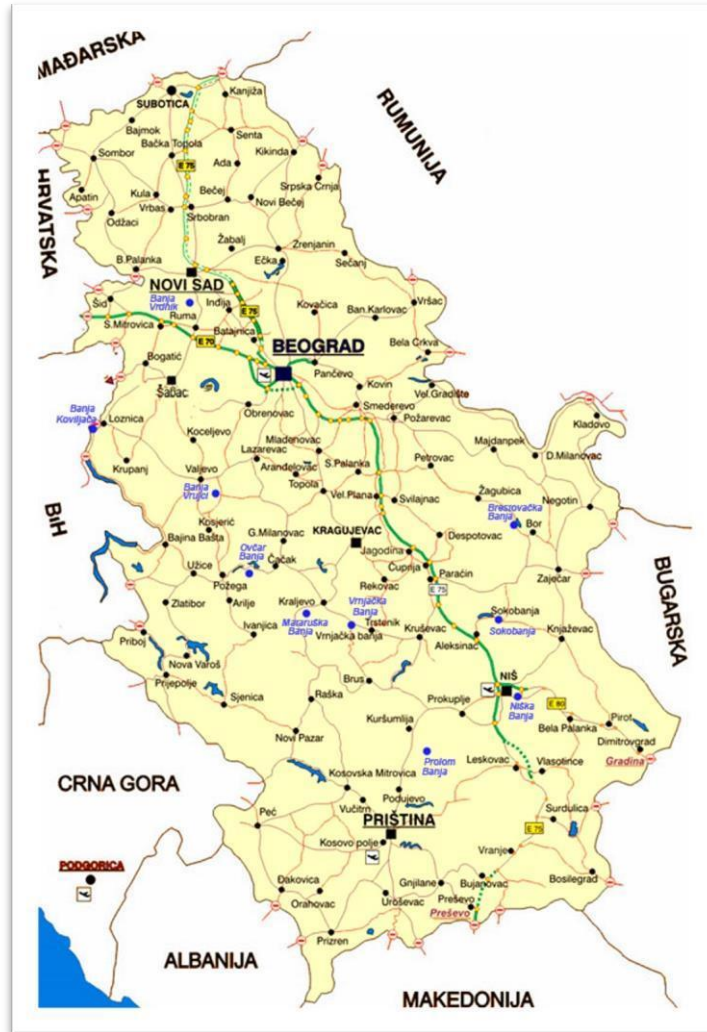 MAĐARSKA
RUMUNIJA
SUBOTICA
Kanjiža
Bajmok
Senta
Bačka Topola
Sombor
Kikinda
E 75
Ada
HRVATSKA
Srpska Crnja
Apatin
Kula
Bečej
Novi Bečej
Vrbas
Srbobran
Odžaci
Žabalj
Zrenjanin
Ečka
Sečanj
B.Palanka
NOVI SAD
Banja
Vrdnik
Inđija
Kovačica
Vršac
Šid
E 75
Ban.Karlovac
Ruma
S.Mitrovica
Batajnica
E 70
BEOGRAD
Bela Crkva
Bogatić
Pančevo
Kovin
Šabac
Vel.Gradište
Banja
Koviljača
Obrenovac
Smederevo
Loznica
Požarevac
Kladovo
Koceljevo
Mladenovac
Majdanpek
D.Milanovac
Lazarevac
Krupanj
Aranđelovac
S.Palanka
Petrovac
Valjevo
Topola
Banja
Vrujci
Vel.Plana
Svilajnac
Žagubica
Negotin
BiH
Kosjerić
Brestovačka
Banja
Bor
G.Milanovac
KRAGUJEVAC
Despotovac
BUGARSKA
Bajina Bašta
Ovčar
Banja
Čačak
Jagodina
Užice
Ćuprija
Paraćin
Požega
Rekovac
E 75
Zaječar
Zlatibor
Arilje
Kraljevo
Vrnjačka
Banja
Sokobanja
Trstenik
Ivanjica
Mataruška
Banja
Vrnjačka banja
Kruševac
Sokobanja
Priboj
Aleksinac
Knjaževac
Nova Varoš
Prijepolje
Brus
NIŠ
Sjenica
Raška
Prokuplje
Niška
Banja
E 80
Kuršumlija
Pirot
Novi Pazar
Bela Palanka
Dimitrovgrad
Prolom
Banja
Gradina
CRNA GORA
Kosovska Mitrovica
Leskovac
Vlasotince
Podujevo
Vučitrn
Surdulica
Peć
PRIŠTINA
E 75
Kosovo polje
Vranje
PODGORICA
Bosilegrad
Đakovica
Gnjilane
Bujanovac
Orahovac
Uroševac
Preševo
Preševo
Prizren
ALBANIJA
MAKEDONIJA